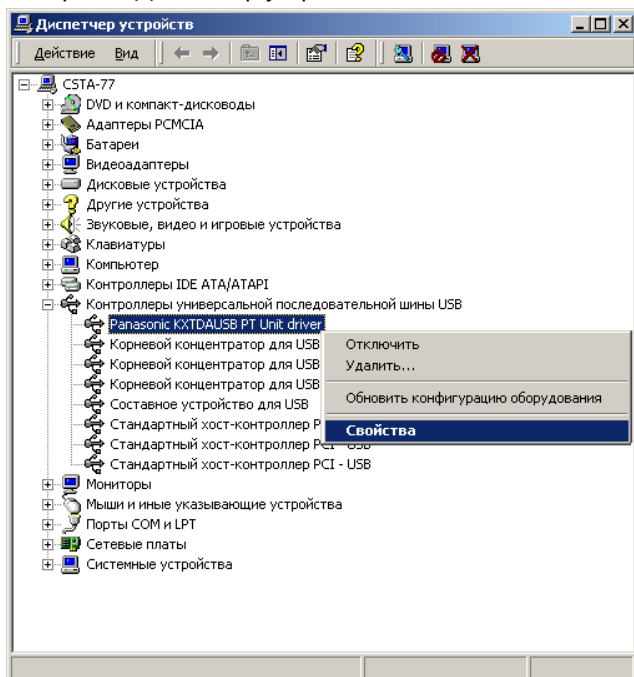 Диспетчер устройств
Действие Вид
CSTA-77
DVD и компакт-дисководы
Адаптеры PCMCIA
Батареи
Видеоадаптеры
Дисковые устройства
Другие устройства
Звуковые, видео и игровые устройства
Клавиатуры
Компьютер
Контроллеры IDE ATA/ATAPI
Контроллеры универсальной последовательной шины USB
Panasonic KXTDAUSB PT Unit driver
Корневой концентратор для USB
Корневой концентратор для USB
Корневой концентратор для USB
Составное устройство для USB
Стандартный хост-контроллер P
Стандартный хост-контроллер PCI - USB
Стандартный хост-контроллер PCI - USB
Отключить
Удалить...
Обновить конфигурацию оборудования
Свойства
Мониторы
Мыши и иные указывающие устройства
Порты COM и LPT
Сетевые платы
Системные устройства